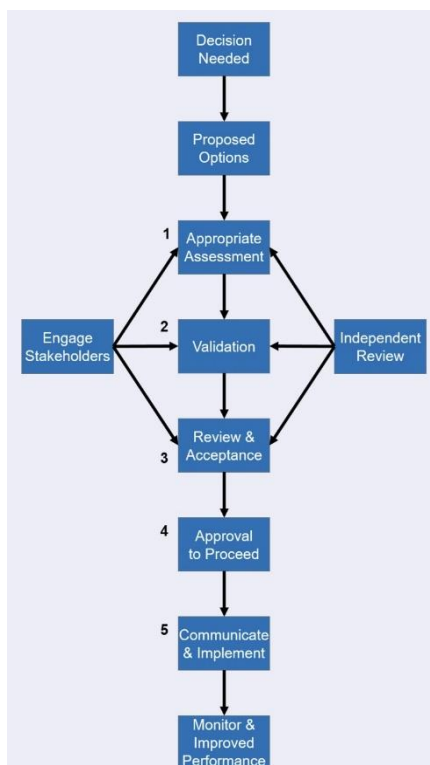 Decision
Needed
Proposed
Options
1
Appropriate
Assessment
Engage
Stakeholders
2
Validation
Independent
Review
Review &
Acceptance
3
4
Approval
to Proceed
5
Communicate
& Implement
Monitor &
Improved
Performance